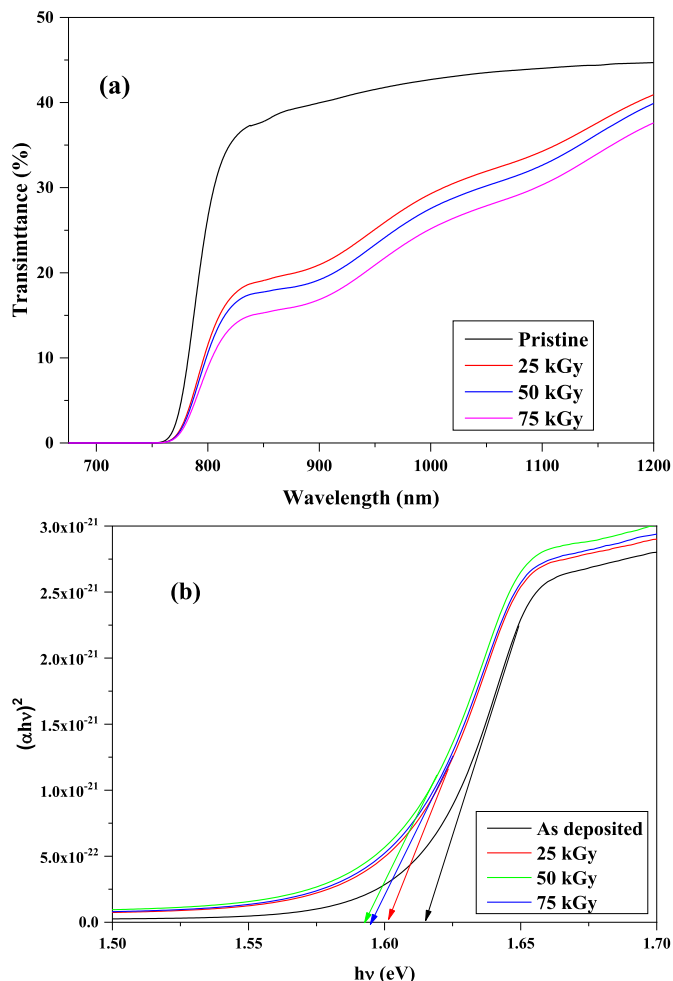 50
40
30
20
10
0
Transimttance (%)
(a)
Pristine
25 kGy
50 kGy
75 kGy
700 800 900 1000 1100 1200
Wavelength (nm)
3.0x10⁻²¹
2.5x10⁻²¹
2.0x10⁻²¹
1.5x10⁻²¹
1.0x10⁻²¹
5.0x10⁻²²
0.0
(αhν)²
(b)
As deposited
25 kGy
50 kGy
75 kGy
1.50 1.55 1.60 1.65 1.70
hν (eV)